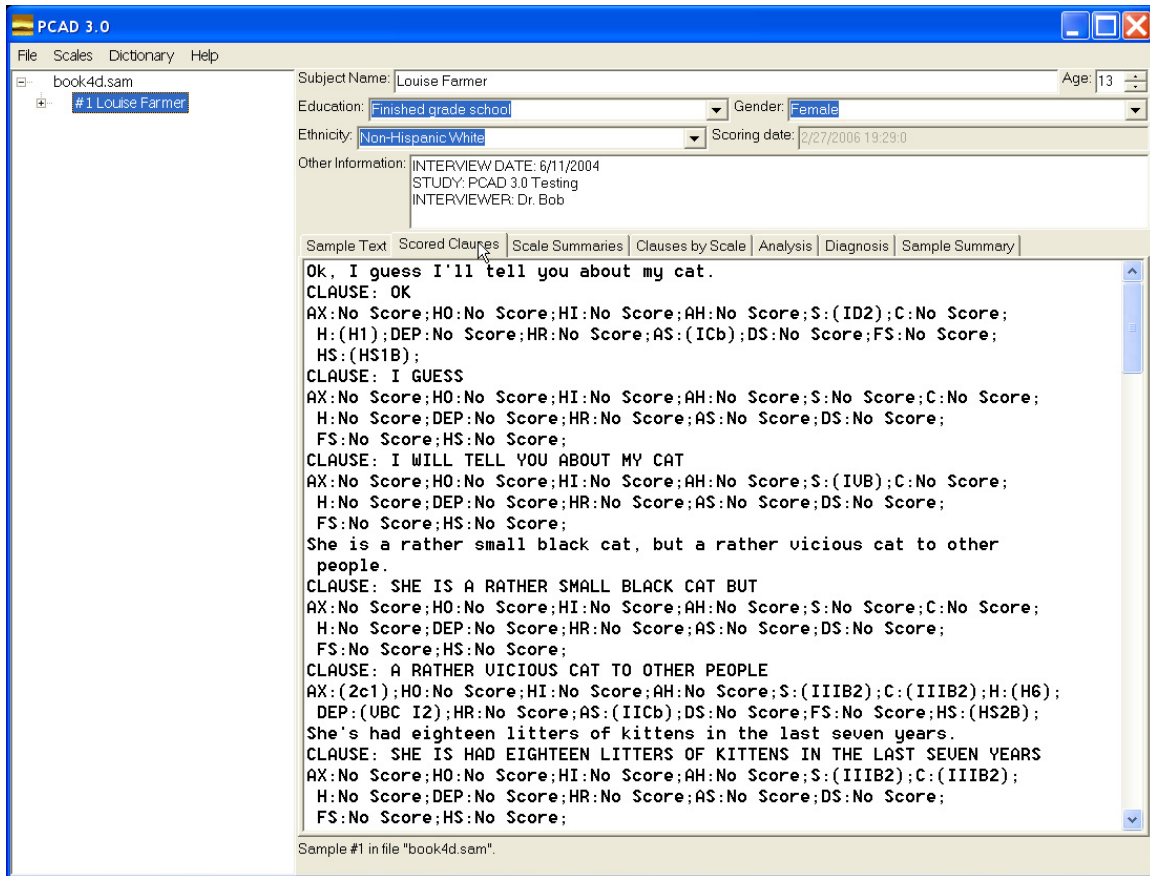 PCAD 3.0
File Scales Dictionary Help
book4d.sam
#1 Louise Farmer
Subject Name: Louise Farmer Age: 13
Education: Finished grade school Gender: Female
Ethnicity: Non-Hispanic White Scoring date: 2/27/2006 19:29:0
Other Information: INTERVIEW DATE: 6/11/2004
STUDY: PCAD 3.0 Testing
INTERVIEWER: Dr. Bob
Sample Text Scored Clauses Scale Summaries Clauses by Scale Analysis Diagnosis Sample Summary
Ok, I guess I'll tell you about my cat.
CLAUSE: OK
AX:No Score;HO:No Score;HI:No Score;AH:No Score;S:(ID2);C:No Score;
H:(H1);DEP:No Score;HR:No Score;AS:(ICb);DS:No Score;FS:No Score;
HS:(HS1B);
CLAUSE: I GUESS
AX:No Score;HO:No Score;HI:No Score;AH:No Score;S:No Score;C:No Score;
H:No Score;DEP:No Score;HR:No Score;AS:No Score;DS:No Score;
FS:No Score;HS:No Score;
CLAUSE: I WILL TELL YOU ABOUT MY CAT
AX:No Score;HO:No Score;HI:No Score;AH:No Score;S:(IVB);C:No Score;
H:No Score;DEP:No Score;HR:No Score;AS:No Score;DS:No Score;
FS:No Score;HS:No Score;
She is a rather small black cat, but a rather vicious cat to other
people.
CLAUSE: SHE IS A RATHER SMALL BLACK CAT BUT
AX:No Score;HO:No Score;HI:No Score;AH:No Score;S:No Score;C:No Score;
H:No Score;DEP:No Score;HR:No Score;AS:No Score;DS:No Score;
FS:No Score;HS:No Score;
CLAUSE: A RATHER VICIOUS CAT TO OTHER PEOPLE
AX:(2c1);HO:No Score;HI:No Score;AH:No Score;S:(IIIB2);C:(IIIB2);H:(H6);
DEP:(VBC I2);HR:No Score;AS:(IICb);DS:No Score;FS:No Score;HS:(HS2B);
She's had eighteen litters of kittens in the last seven years.
CLAUSE: SHE IS HAD EIGHTEEN LITTERS OF KITTENS IN THE LAST SEVEN YEARS
AX:No Score;HO:No Score;HI:No Score;AH:No Score;S:(IIIB2);C:(IIIB2);
H:No Score;DEP:No Score;HR:No Score;AS:No Score;DS:No Score;
FS:No Score;HS:No Score;
Sample #1 in file "book4d.sam".